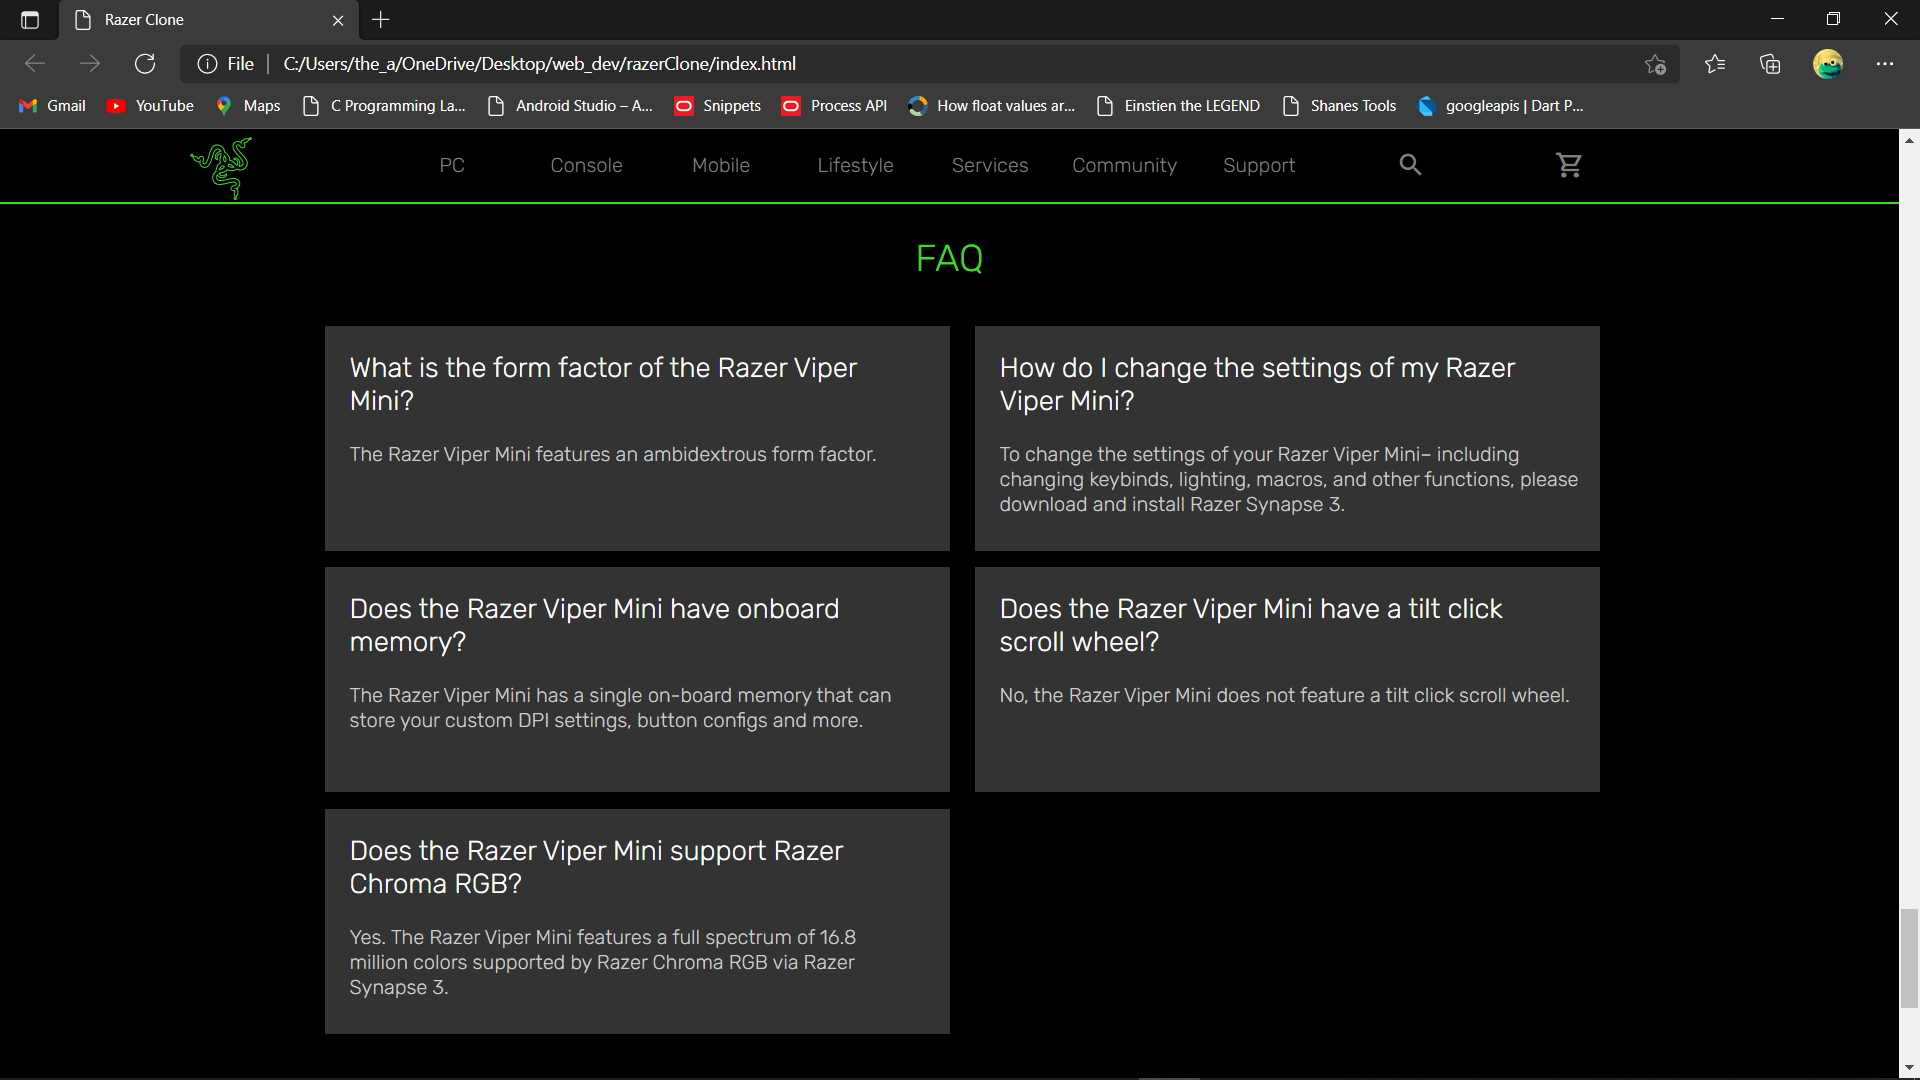 Razer Clone
File
C:/Users/the_a/OneDrive/Desktop/web_dev/razerClone/index.html
Gmail
YouTube
Maps
C Programming La...
Android Studio – A...
Snippets
Process API
How float values ar...
Einstien the LEGEND
Shanes Tools
googleapis | Dart P...
PC
Console
Mobile
Lifestyle
Services
Community
Support
FAQ
What is the form factor of the Razer Viper
Mini?
The Razer Viper Mini features an ambidextrous form factor.
How do I change the settings of my Razer
Viper Mini?
To change the settings of your Razer Viper Mini– including
changing keybinds, lighting, macros, and other functions, please
download and install Razer Synapse 3.
Does the Razer Viper Mini have onboard
memory?
The Razer Viper Mini has a single on-board memory that can
store your custom DPI settings, button configs and more.
Does the Razer Viper Mini have a tilt click
scroll wheel?
No, the Razer Viper Mini does not feature a tilt click scroll wheel.
Does the Razer Viper Mini support Razer
Chroma RGB?
Yes. The Razer Viper Mini features a full spectrum of 16.8
million colors supported by Razer Chroma RGB via Razer
Synapse 3.